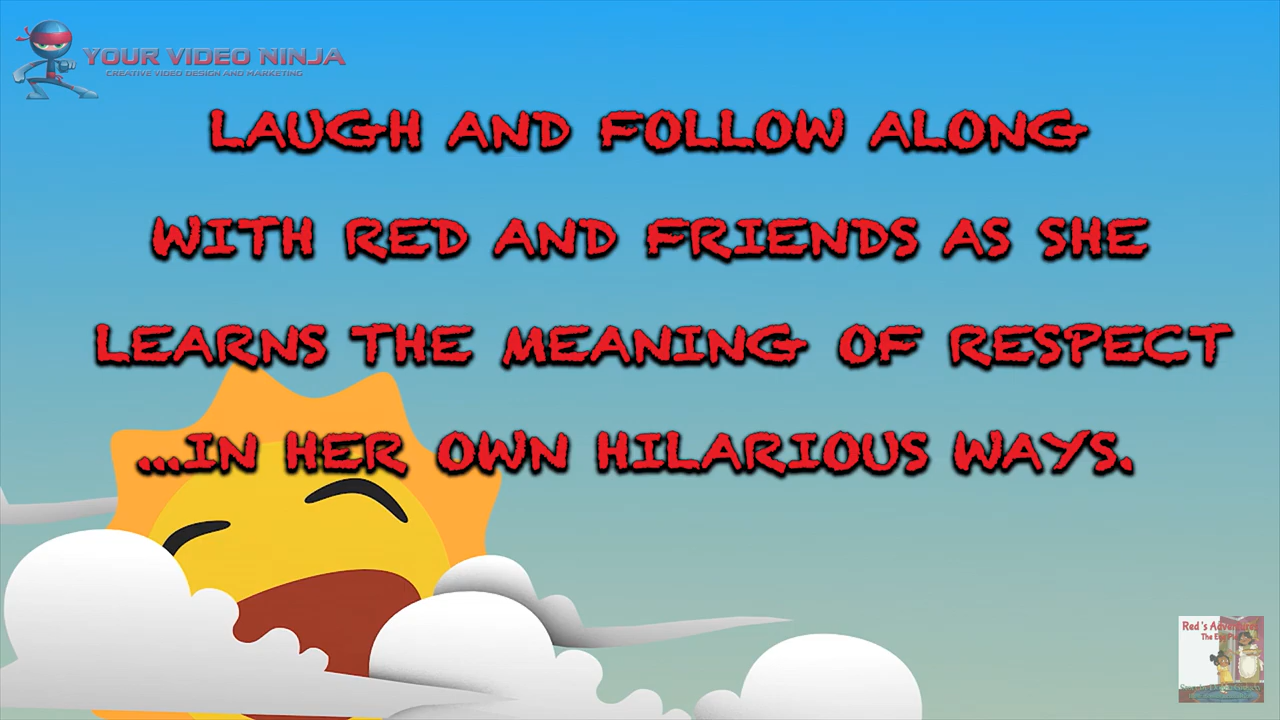 YOUR VIDEO NINJA
CREATIVE VIDEO DESIGN AND MARKETING
LAUGH AND FOLLOW ALONG
WITH RED AND FRIENDS AS SHE
LEARNS THE MEANING OF RESPECT
...IN HER OWN HILARIOUS WAYS.
Red's Adventures
The